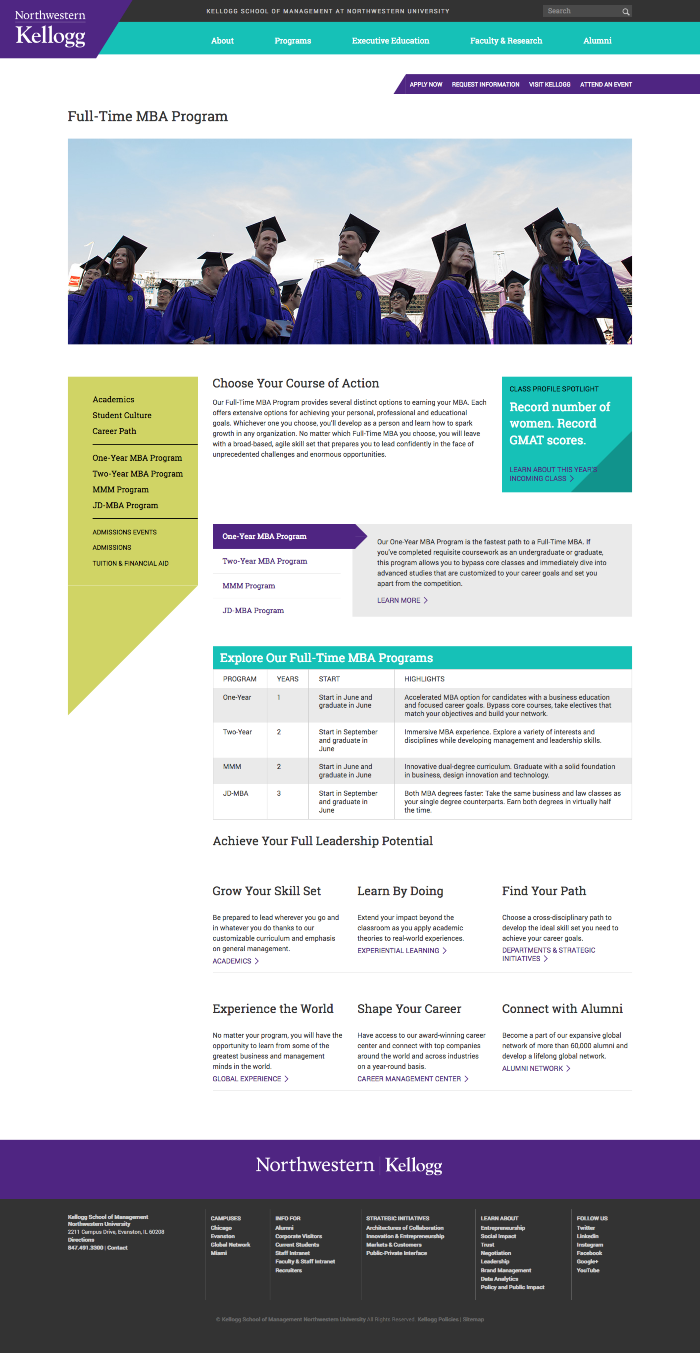 Northwestern
Kellogg
KELLOGG SCHOOL OF MANAGEMENT AT NORTHWESTERN UNIVERSITY
Search
About
Programs
Executive Education
Faculty & Research
Alumni
APPLY NOW
REQUEST INFORMATION
VISIT KELLOGG
ATTEND AN EVENT
Full-Time MBA Program
Academics
Student Culture
Career Path
One-Year MBA Program
Two-Year MBA Program
MMM Program
JD-MBA Program
ADMISSIONS EVENTS
ADMISSIONS
TUITION & FINANCIAL AID
Choose Your Course of Action
Our Full-Time MBA Program provides several distinct options to earning your MBA. Each
offers extensive options for achieving your personal, professional and educational
goals. Whichever one you choose, you'll develop as a person and learn how to spark
growth in any organization. No matter which Full-Time MBA you choose, you will leave
with a broad-based, agile skill set that prepares you to lead confidently in the face of
unprecedented challenges and enormous opportunities.
CLASS PROFILE SPOTLIGHT
Record number of
women. Record
GMAT scores.
LEARN ABOUT THIS YEAR'S
INCOMING CLASS >
One-Year MBA Program
Two-Year MBA Program
MMM Program
JD-MBA Program
Our One-Year MBA Program is the fastest path to a Full-Time MBA. If
you've completed requisite coursework as an undergraduate or graduate,
this program allows you to bypass core classes and immediately dive into
advanced studies that are customized to your career goals and set you
apart from the competition.
LEARN MORE >
Explore Our Full-Time MBA Programs
PROGRAM YEARS START HIGHLIGHTS
One-Year
1
Start in June and
graduate in June
Accelerated MBA option for candidates with a business education
and focused career goals. Bypass core courses, take electives that
match your objectives and build your network.
Two-Year
2
Start in September
and graduate in
June
Immersive MBA experience. Explore a variety of interests and
disciplines while developing management and leadership skills.
MMM
2
Start in June and
graduate in June
Innovative dual-degree curriculum. Graduate with a solid foundation
in business, design innovation and technology.
JD-MBA
3
Start in September
and graduate in
June
Both MBA degrees faster. Take the same business and law classes as
your single degree counterparts. Earn both degrees in virtually half
the time.
Achieve Your Full Leadership Potential
Grow Your Skill Set
Be prepared to lead wherever you go and
in whatever you do thanks to our
customizable curriculum and emphasis
on general management.
ACADEMICS >
Learn By Doing
Extend your impact beyond the
classroom as you apply academic
theories to real-world experiences.
EXPERIENTIAL LEARNING >
Find Your Path
Choose a cross-disciplinary path to
develop the ideal skill set you need to
achieve your career goals.
DEPARTMENTS & STRATEGIC
INITIATIVES >
Experience the World
No matter your program, you will have the
opportunity to learn from some of the
greatest business and management
minds in the world.
GLOBAL EXPERIENCE >
Shape Your Career
Have access to our award-winning career
center and connect with top companies
around the world and across industries
on a year-round basis.
CAREER MANAGEMENT CENTER >
Connect with Alumni
Become a part of our expansive global
network of more than 60,000 alumni and
develop a lifelong global network.
ALUMNI NETWORK >
Northwestern | Kellogg
Kellogg School of Management
Northwestern University
2211 Campus Drive, Evanston, IL 60208
Directions
847.491.3300 | Contact
CAMPUSES
Chicago
Evanston
Global Network
Miami
INFO FOR
Alumni
Corporate Visitors
Current Students
Staff Intranet
Faculty & Staff Intranet
Recruiters
STRATEGIC INITIATIVES
Architectures of Collaboration
Innovation & Entrepreneurship
Markets & Customers
Public-Private Interface
LEARN ABOUT
Entrepreneurship
Social Impact
Trust
Negotiation
Leadership
Brand Management
Data Analytics
Policy and Public Impact
FOLLOW US
Twitter
LinkedIn
Instagram
Facebook
Google+
YouTube
© Kellogg School of Management Northwestern University All Rights Reserved. Kellogg Policies | Sitemap